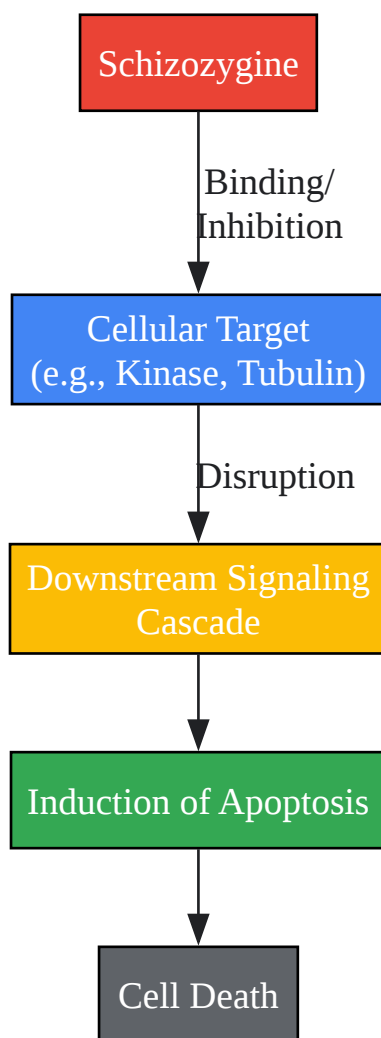 Schizozygine
Binding/
Inhibition
Cellular Target
(e.g., Kinase, Tubulin)
Disruption
Downstream Signaling
Cascade
Induction of Apoptosis
Cell Death